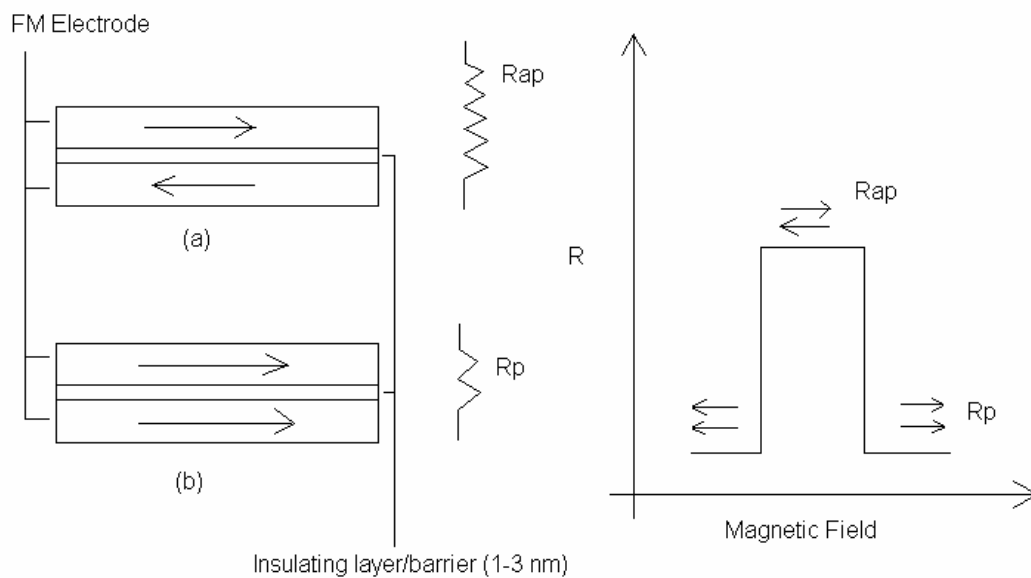 FM Electrode
Rap
(a)
Rp
(b)
Insulating layer/barrier (1-3 nm)
R
Rap
Rp
Magnetic Field